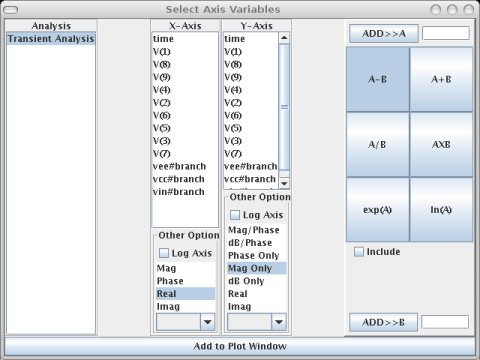 Select Axis Variables
Analysis
Transient Analysis
X-Axis
time
V(1)
V(8)
V(9)
V(4)
V(2)
V(6)
V(5)
V(3)
V(7)
vee#branch
vcc#branch
vin#branch
Other Option
Log Axis
Mag
Phase
Real
Imag
Y-Axis
time
V(1)
V(8)
V(9)
V(4)
V(2)
V(6)
V(5)
V(3)
V(7)
vee#branch
vcc#branch
Other Option
Log Axis
Mag/Phase
dB/Phase
Phase Only
Mag Only
dB Only
Real
Imag
ADD>>A
A-B
A+B
A/B
AXB
exp(A)
ln(A)
Include
ADD>>B
Add to Plot Window